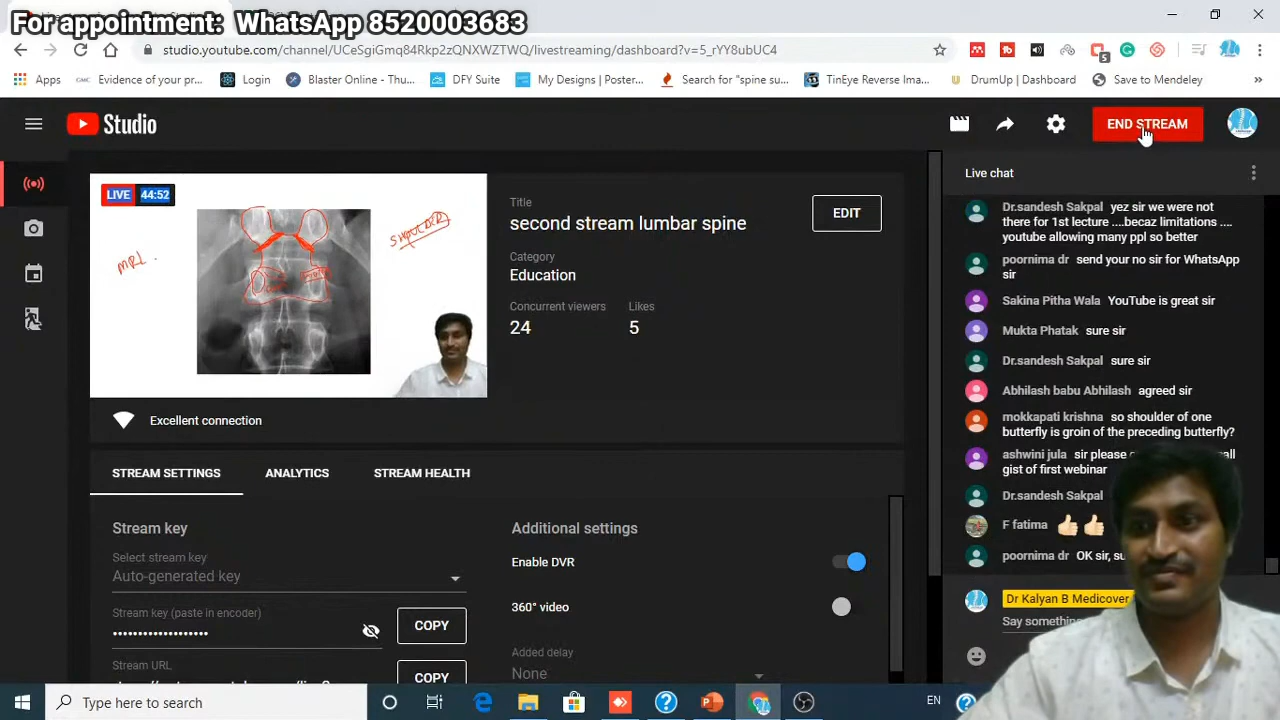 For appointment: WhatsApp 8520003683
studio.youtube.com/channel/UCeSgiGmq84Rkp2zQNXWZTWQ/livestreaming/dashboard?v=5_rYY8ubUC4
5
Apps
GMC Evidence of your pr...
Login
Blaster Online - Thu...
DFY Suite
My Designs | Poster...
Search for "spine su...
TinEye Reverse Ima...
DrumUp | Dashboard
Save to Mendeley
»
Studio
END STREAM
LIVE 44:52
MRI
SHOULDER
Title
second stream lumbar spine
EDIT
Category
Education
Concurrent viewers
24
Likes
5
Excellent connection
STREAM SETTINGS
ANALYTICS
STREAM HEALTH
Stream key
Select stream key
Auto-generated key
Stream key (paste in encoder)
••••••••••••••••••••
COPY
Stream URL
COPY
Additional settings
Enable DVR
360° video
Added delay
None
Live chat
Dr.sandesh Sakpal yez sir we were not
there for 1st lecture ....becaz limitations ....
youtube allowing many ppl so better
poornima dr send your no sir for WhatsApp
sir
Sakina Pitha Wala YouTube is great sir
Mukta Phatak sure sir
Dr.sandesh Sakpal sure sir
Abhilash babu Abhilash agreed sir
mokkapati krishna so shoulder of one
butterfly is groin of the preceding butterfly?
ashwini jula sir please
gist of first webinar
Dr.sandesh Sakpal
F fatima 👍👍
poornima dr OK sir,
Dr Kalyan B Medicover
Say something
Type here to search
EN